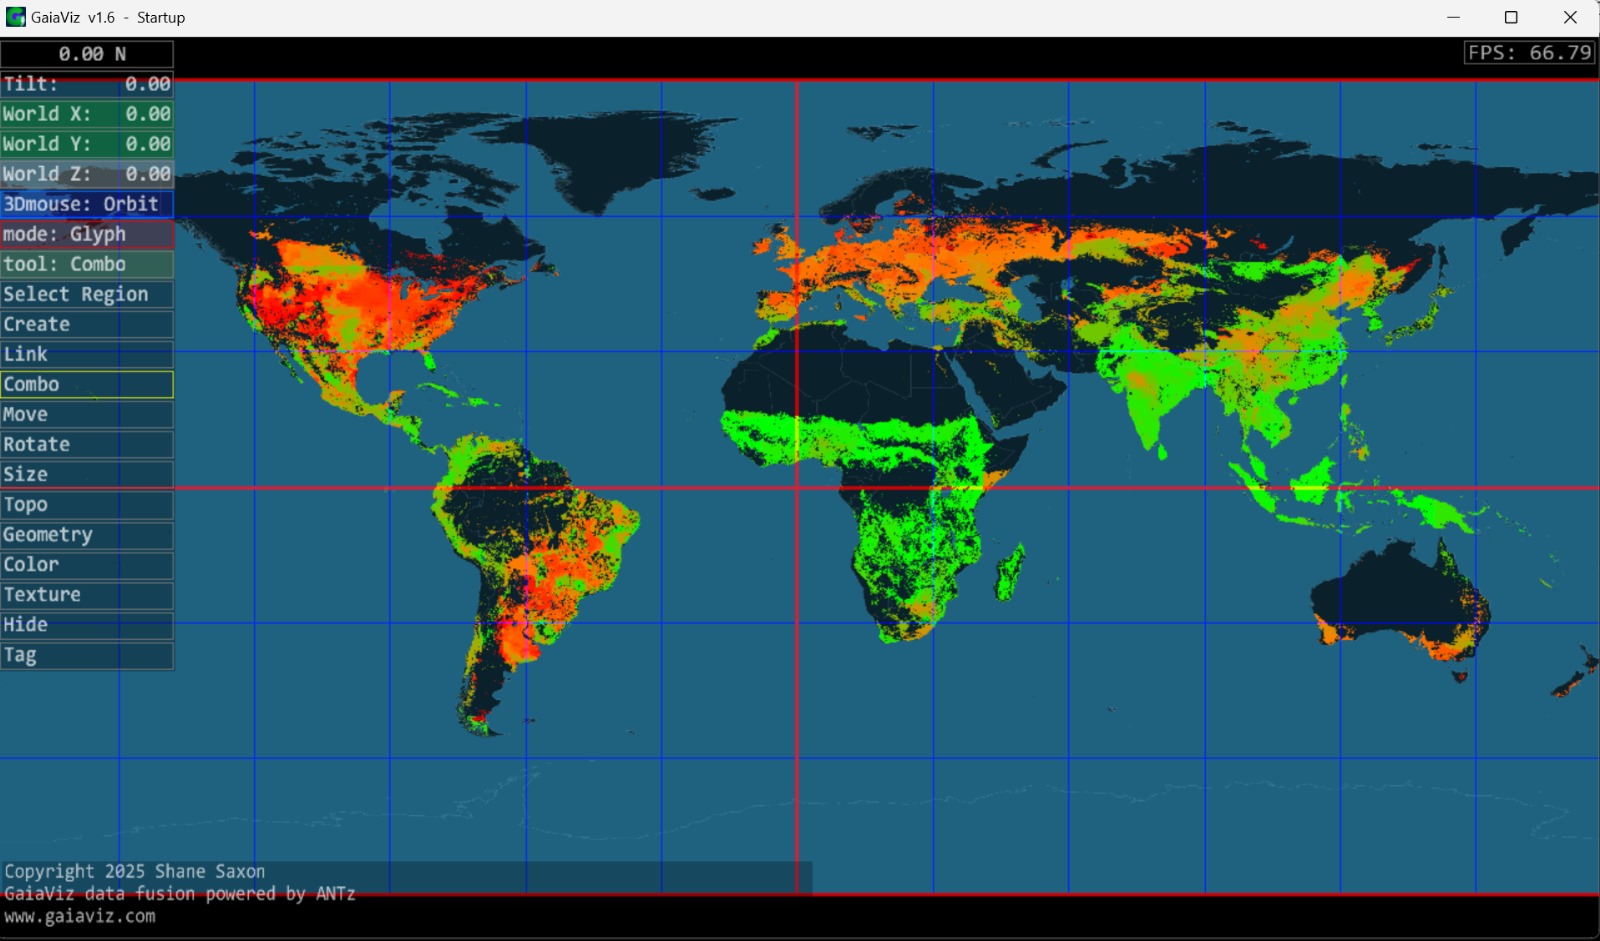 GaiaViz v1.6 - Startup
0.00 N
FPS: 66.79
Tilt: 0.00
World X: 0.00
World Y: 0.00
World Z: 0.00
3Dmouse: Orbit
mode: Glyph
tool: Combo
Select Region
Create
Link
Combo
Move
Rotate
Size
Topo
Geometry
Color
Texture
Hide
Tag
Copyright 2025 Shane Saxon
GaiaViz data fusion powered by ANTz
www.gaiaviz.com